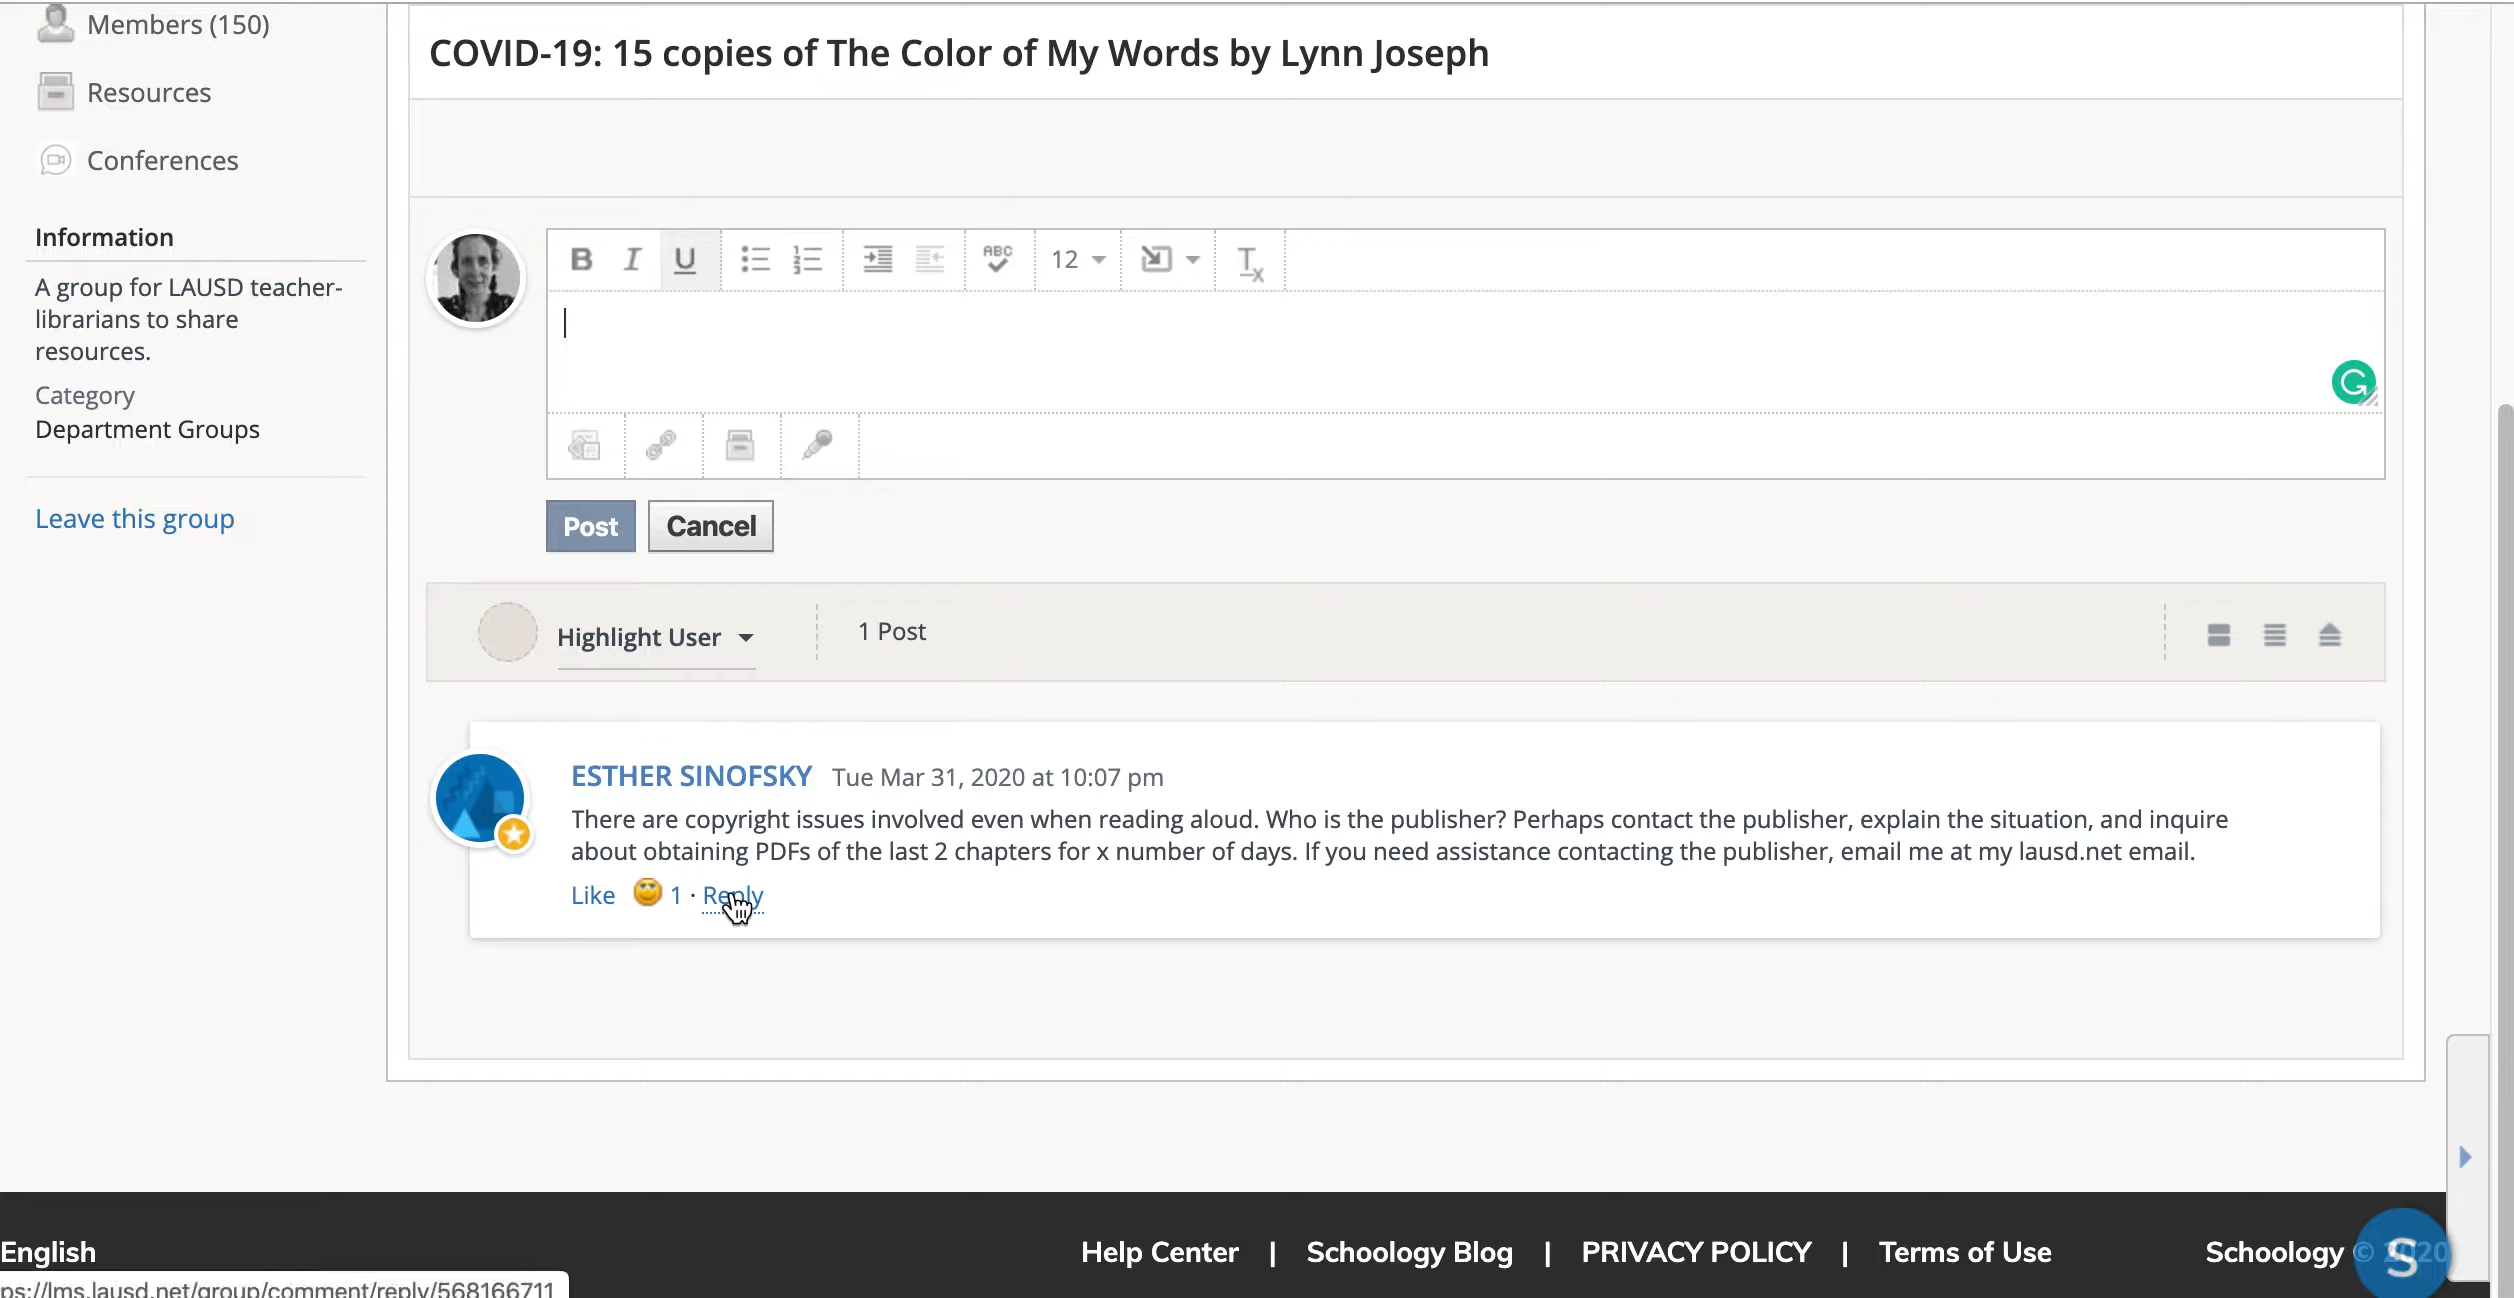 Members (150)
Resources
Conferences
Information
A group for LAUSD teacher-
librarians to share
resources.
Category
Department Groups
Leave this group
COVID-19: 15 copies of The Color of My Words by Lynn Joseph
B I U ABC 12 Tx
G
Post Cancel
Highlight User 1 Post
ESTHER SINOFSKY Tue Mar 31, 2020 at 10:07 pm
There are copyright issues involved even when reading aloud. Who is the publisher? Perhaps contact the publisher, explain the situation, and inquire
about obtaining PDFs of the last 2 chapters for x number of days. If you need assistance contacting the publisher, email me at my lausd.net email.
Like 1 · Reply
English Help Center | Schoology Blog | PRIVACY POLICY | Terms of Use Schoology © 2020
S
ps://lms.lausd.net/group/comment/reply/568166711